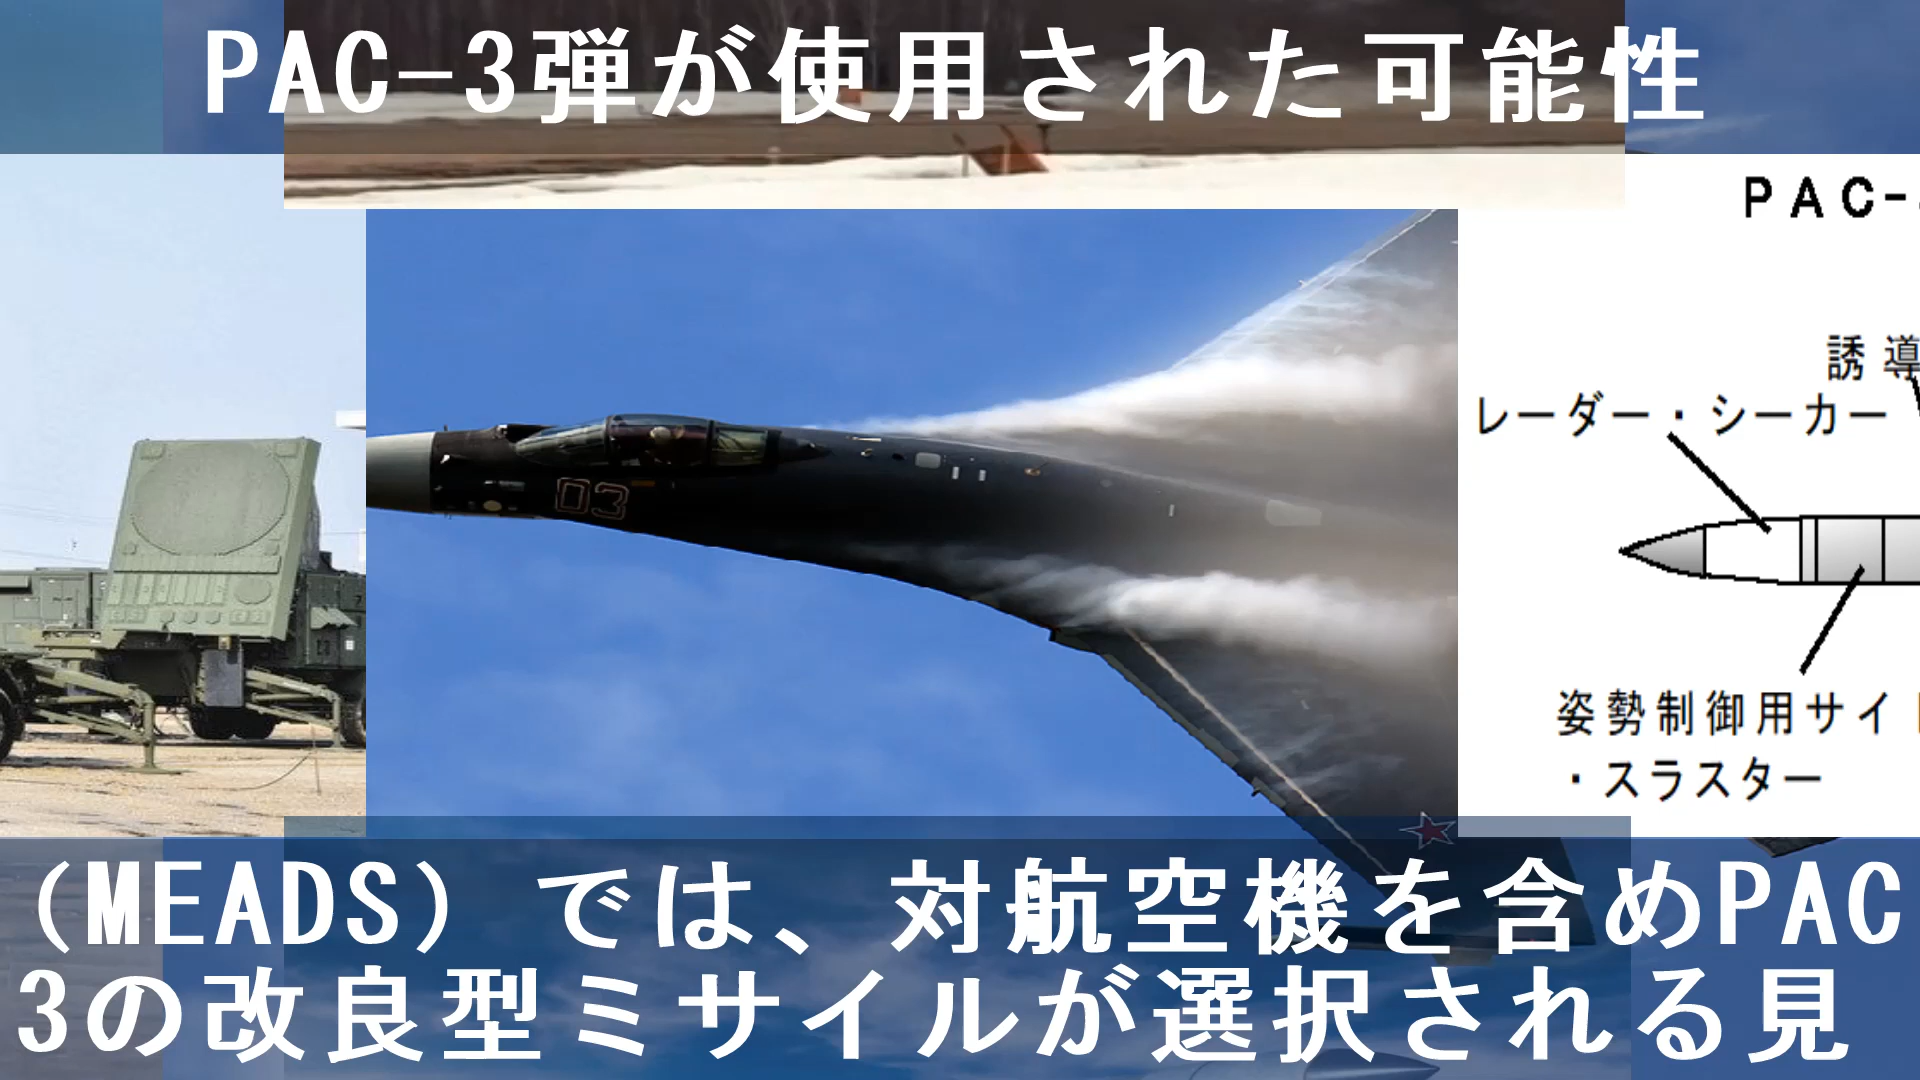 PAC-3弾が使用された可能性
PAC-
誘導
レーダー・シーカー
03
姿勢制御用サイ
・スラスター
(MEADS)では、対航空機を含めPAC
3の改良型ミサイルが選択される見